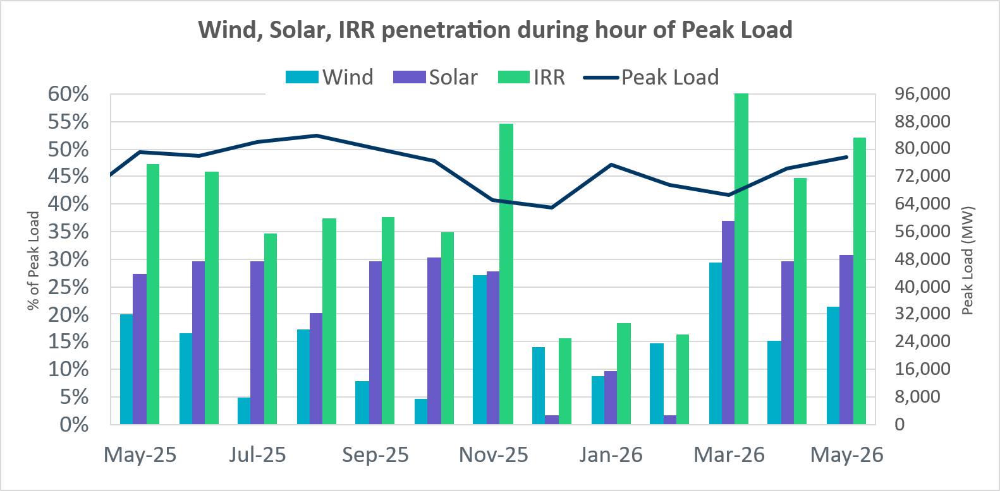 Wind, Solar, IRR penetration during hour of Peak Load
Wind Solar IRR Peak Load
60% 96,000
55% 88,000
50% 80,000
45% 72,000
40% 64,000
35% 56,000
30% 48,000
25% 40,000
20% 32,000
15% 24,000
10% 16,000
5% 8,000
0% 0
% of Peak Load
Peak Load (MW)
May-25 Jul-25 Sep-25 Nov-25 Jan-26 Mar-26 May-26